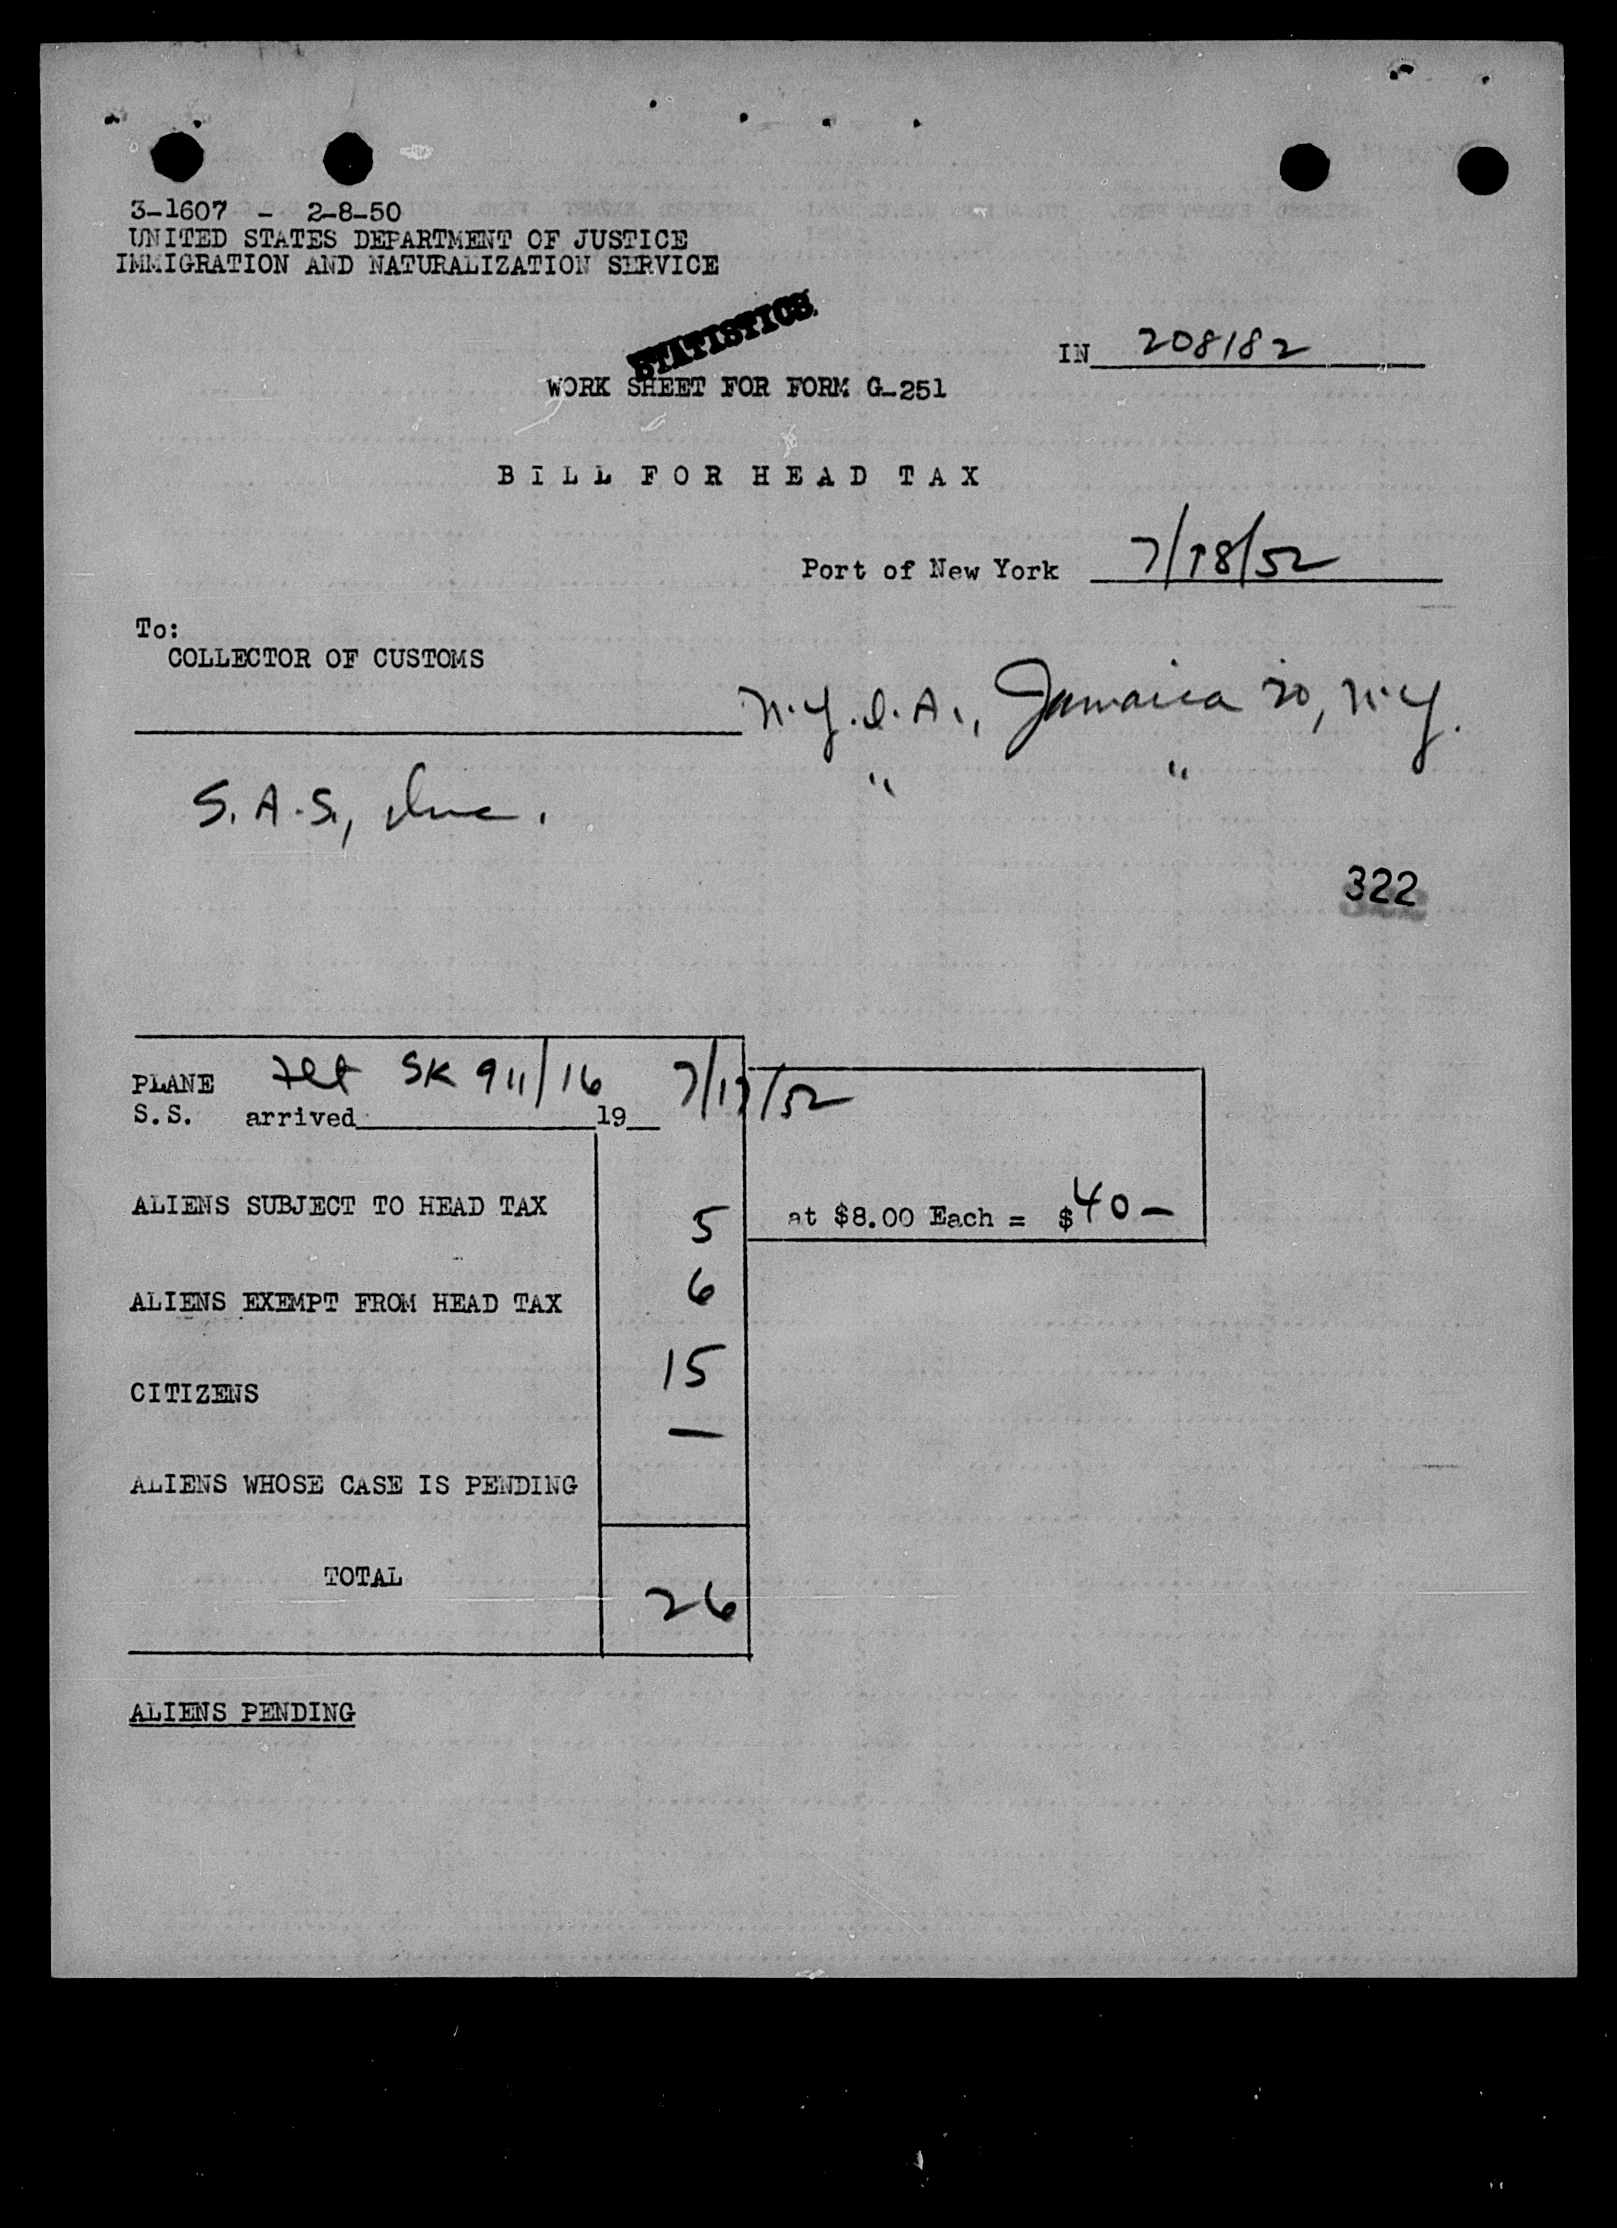 3-1607 - 2-8-50
UNITED STATES DEPARTMENT OF JUSTICE
IMMIGRATION AND NATURALIZATION SERVICE
STATISTICS
IN 208182
WORK SHEET FOR FORM G-251
BILL FOR HEAD TAX
Port of New York 7/18/52
To:
COLLECTOR OF CUSTOMS
N.Y.I.A., Jamaica 30, N.Y.
S.A.S., Inc. " "
322
PLANE Flt SK 911/16 7/17/52
S.S. arrived 19
ALIENS SUBJECT TO HEAD TAX 5 at $8.00 Each = $40-
ALIENS EXEMPT FROM HEAD TAX 6
CITIZENS 15
ALIENS WHOSE CASE IS PENDING —
TOTAL 26
ALIENS PENDING